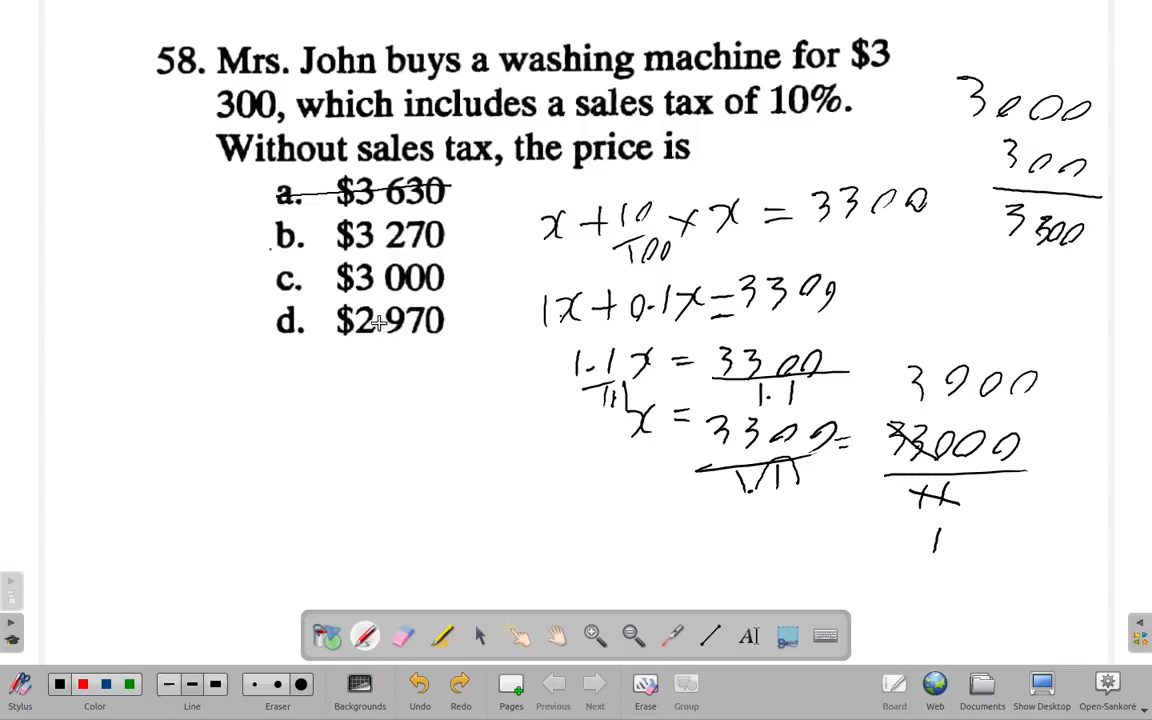 58. Mrs. John buys a washing machine for $3
300, which includes a sales tax of 10%.
Without sales tax, the price is
a. $3 630
b. $3 270
c. $3 000
d. $2 970
3000
300
3300
x + 10/100 × x = 3300
1x + 0.1x = 3300
1.1x = 3300
1.1 1.1
x = 3300 = 33000
1.1 11
3000
1
Stylus
Color
Line
Eraser
Backgrounds
Undo
Redo
Pages
Previous
Next
Erase
Group
Board
Web
Documents
Show Desktop
Open-Sankoré